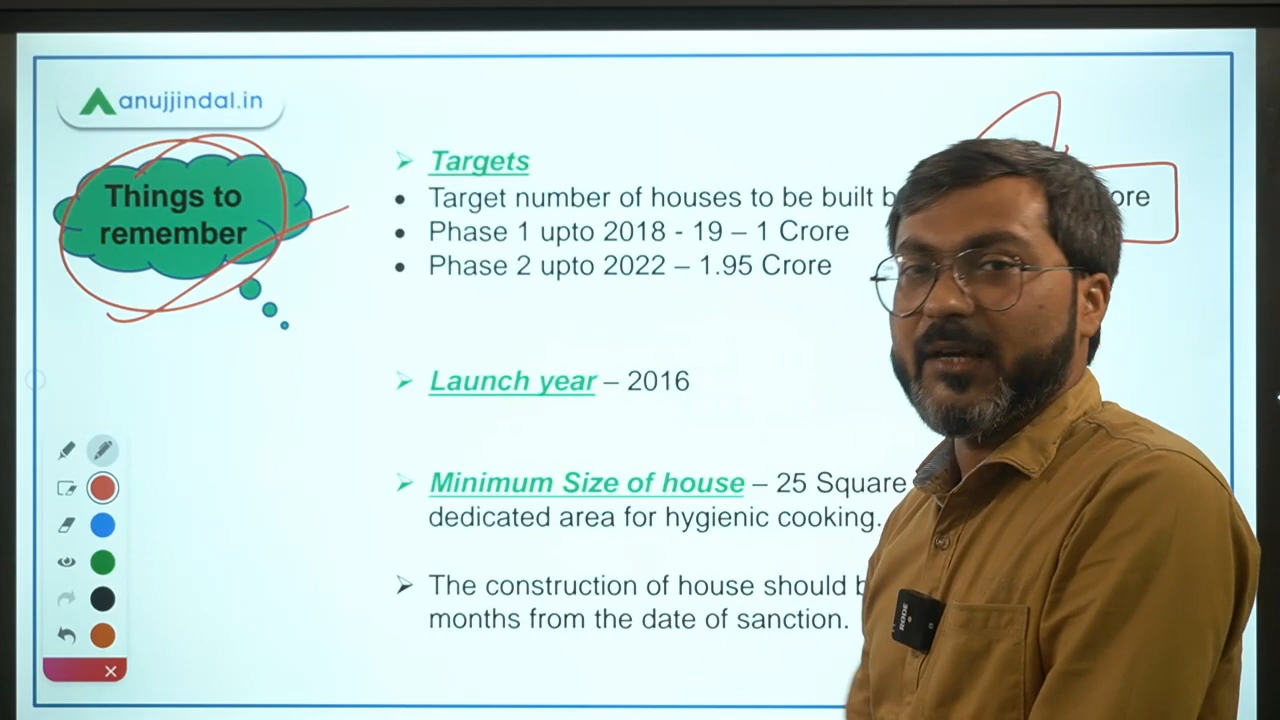 anujjindal.in
Things to
remember
Targets
Target number of houses to be built
Phase 1 upto 2018 - 19 – 1 Crore
Phase 2 upto 2022 – 1.95 Crore
Launch year – 2016
Minimum Size of house – 25 Square
dedicated area for hygienic cooking.
The construction of house should
months from the date of sanction.
RODE